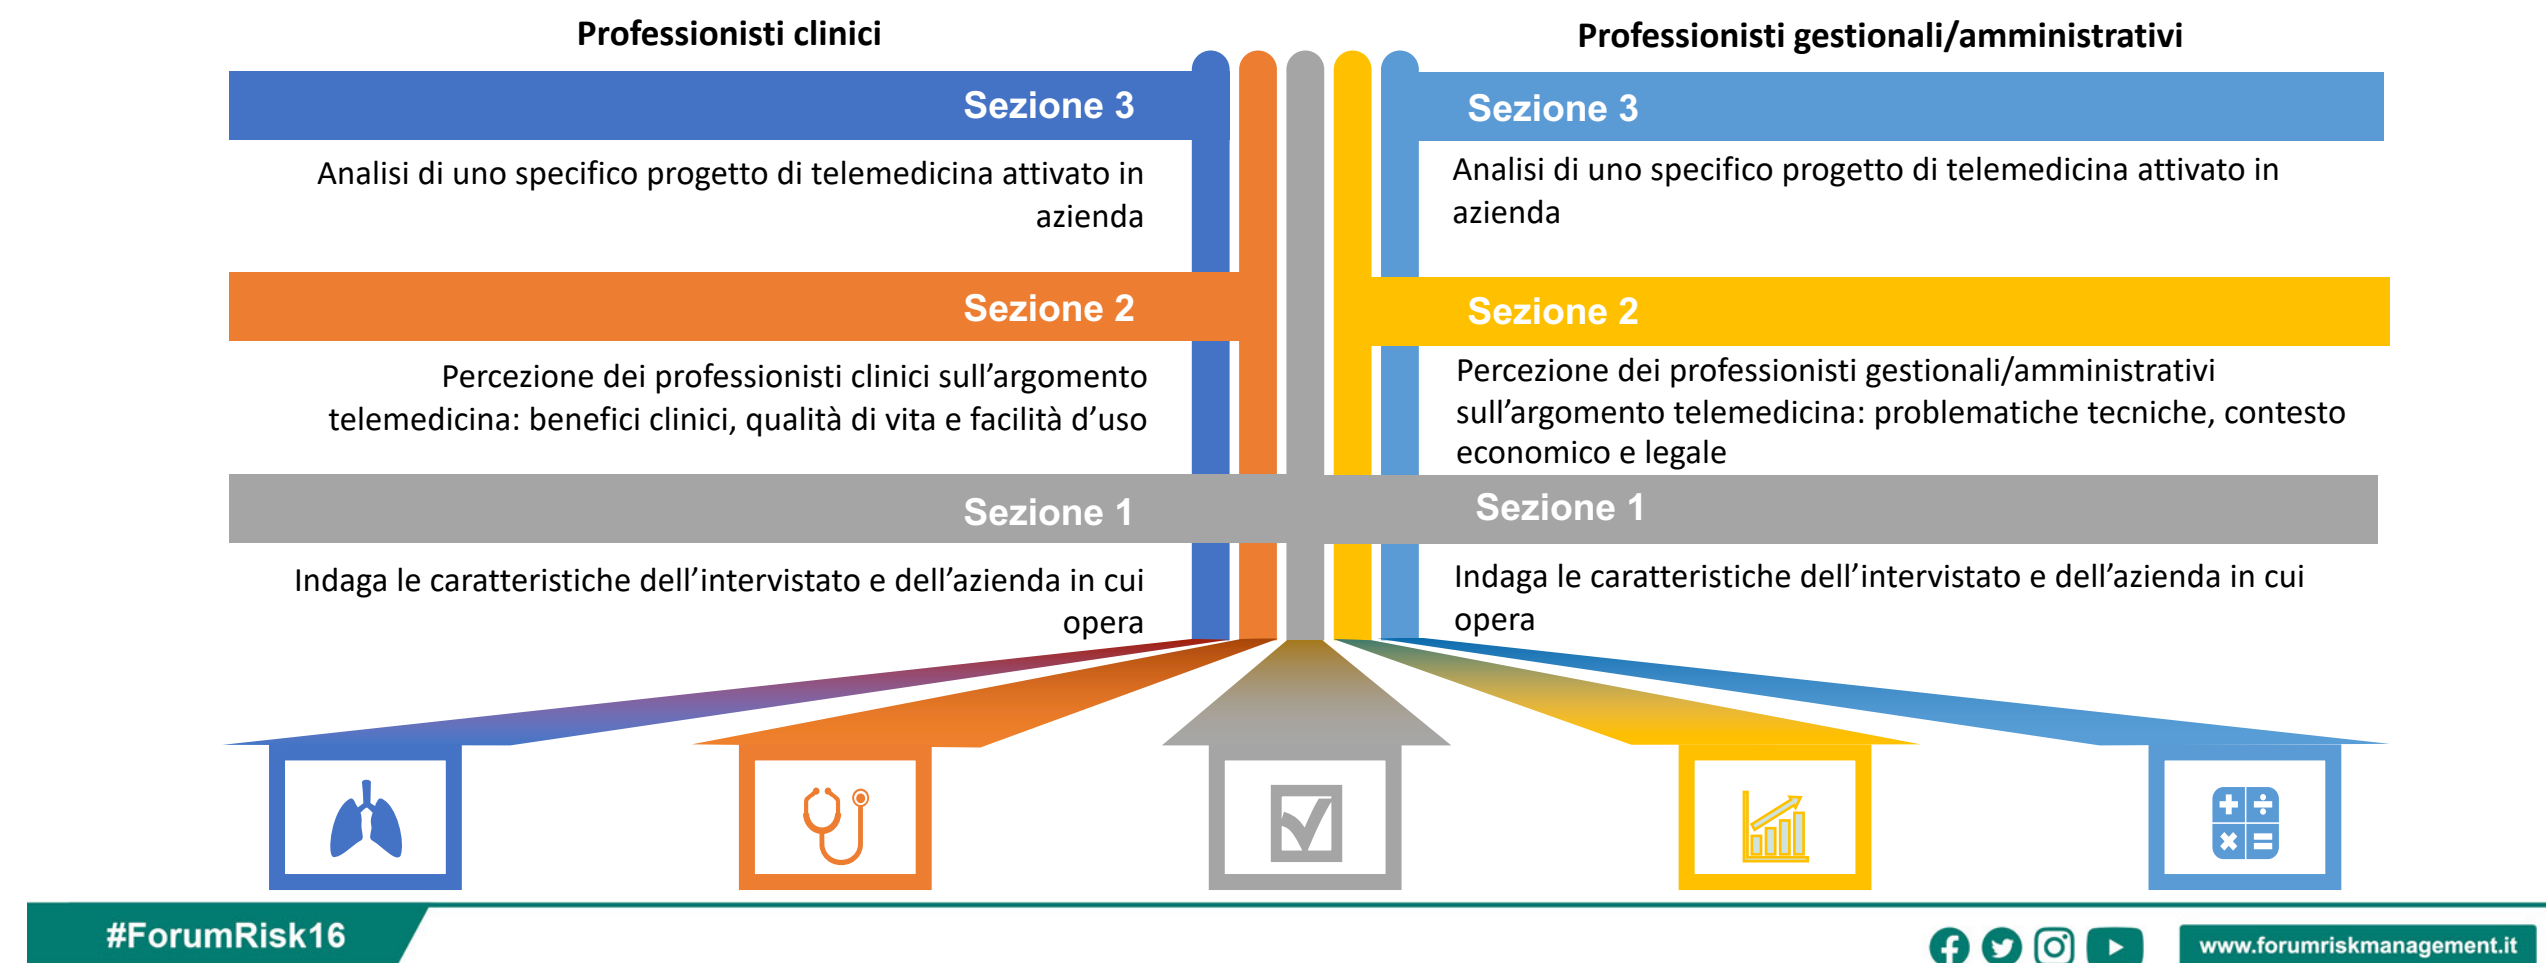 Professionisti clinici
Sezione 3
Analisi di uno specifico progetto di telemedicina attivato in
azienda
Sezione 2
Percezione dei professionisti clinici sull’argomento
telemedicina: benefici clinici, qualità di vita e facilità d’uso
Sezione 1
Indaga le caratteristiche dell’intervistato e dell’azienda in cui
opera
Professionisti gestionali/amministrativi
Sezione 3
Analisi di uno specifico progetto di telemedicina attivato in
azienda
Sezione 2
Percezione dei professionisti gestionali/amministrativi
sull’argomento telemedicina: problematiche tecniche, contesto
economico e legale
Sezione 1
Indaga le caratteristiche dell’intervistato e dell’azienda in cui
opera
#ForumRisk16
www.forumriskmanagement.it